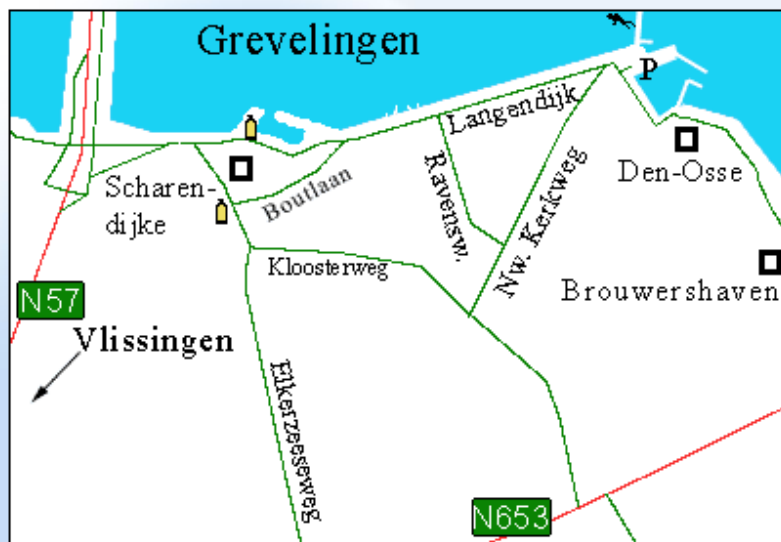 Grevelingen
P
Langendijk
Den-Osse
Scharen-
dijke
Boutlaan
Ravensw.
Nw. Kerkweg
Kloosterweg
Brouwershaven
N57
Vlissingen
Elkerzeeseweg
N653